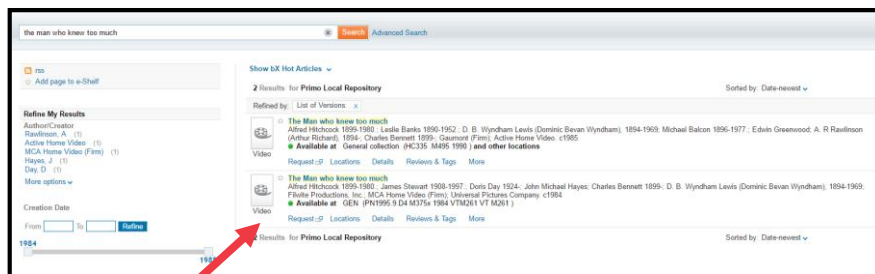 the man who knew too much
Search Advanced Search
rss
Add page to e-Shelf
Refine My Results
Author/Creator
Rawlinson, A. (1)
Active Home Video (1)
MCA Home Video (Firm) (1)
Hayes, J (1)
Day, D (1)
More options
Creation Date
From To Refine
1984
198
Show bX Hot Articles
2 Results for Primo Local Repository Sorted by: Date-newest
Refined by: List of Versions x
The Man who knew too much
Alfred Hitchcock 1899-1980.; Leslie Banks 1890-1952.; D. B. Wyndham Lewis (Dominic Bevan Wyndham), 1894-1969; Michael Balcon 1896-1977.; Edwin Greenwood; A. R Rawlinson
(Arthur Richard), 1894-; Charles Bennett 1899-; Gaumont (Firm); Active Home Video. c1985
Available at General collection (HC335 .M495 1990 ) and other locations
Video
Request Locations Details Reviews & Tags More
The Man who knew too much
Alfred Hitchcock 1899-1980.; James Stewart 1908-1997.; Doris Day 1924-; John Michael Hayes; Charles Bennett 1899-; D. B. Wyndham Lewis (Dominic Bevan Wyndham), 1894-1969;
Filwite Productions, Inc.; MCA Home Video (Firm); Universal Pictures Company. c1984
Available at GEN (PN1995.9.D4 M375x 1984 VTM261 VT M261 )
Video
Request Locations Details Reviews & Tags More
2 Results for Primo Local Repository Sorted by: Date-newest